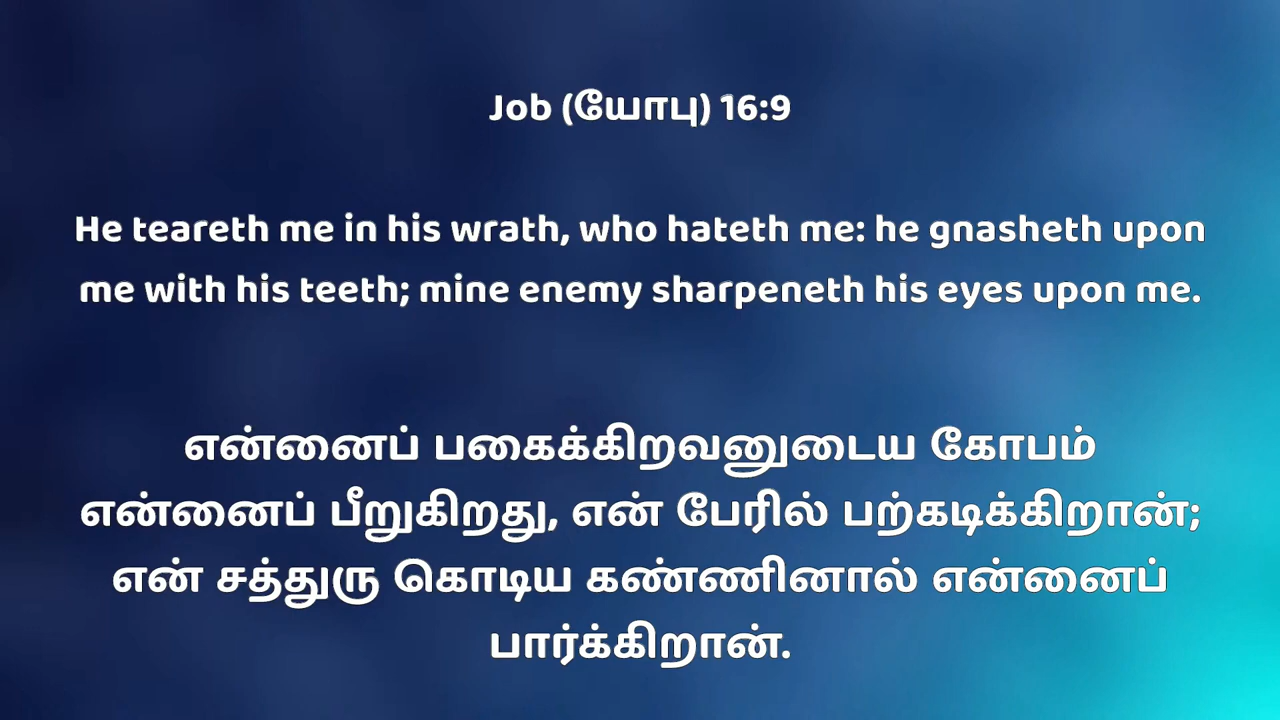 Job (யோபு) 16:9
He teareth me in his wrath, who hateth me: he gnasheth upon
me with his teeth; mine enemy sharpeneth his eyes upon me.
என்னைப் பகைக்கிறவனுடைய கோபம்
என்னைப் பீறுகிறது, என் பேரில் பற்கடிக்கிறான்;
என் சத்துரு கொடிய கண்ணினால் என்னைப்
பார்க்கிறான்.